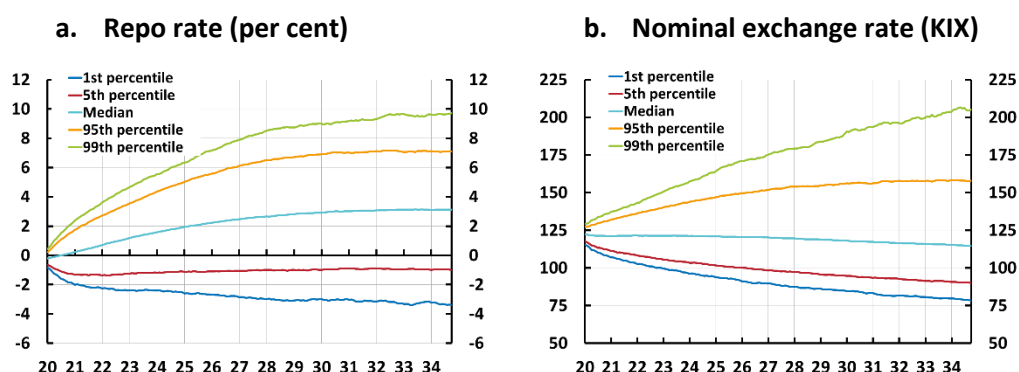 a. Repo rate (per cent)
12 12
10 10
8 8
6 6
4 4
2 2
0 0
-2 -2
-4 -4
-6 -6
20 21 22 23 24 25 26 27 28 29 30 31 32 33 34
1st percentile
5th percentile
Median
95th percentile
99th percentile
b. Nominal exchange rate (KIX)
225 225
200 200
175 175
150 150
125 125
100 100
75 75
50 50
20 21 22 23 24 25 26 27 28 29 30 31 32 33 34
1st percentile
5th percentile
Median
95th percentile
99th percentile